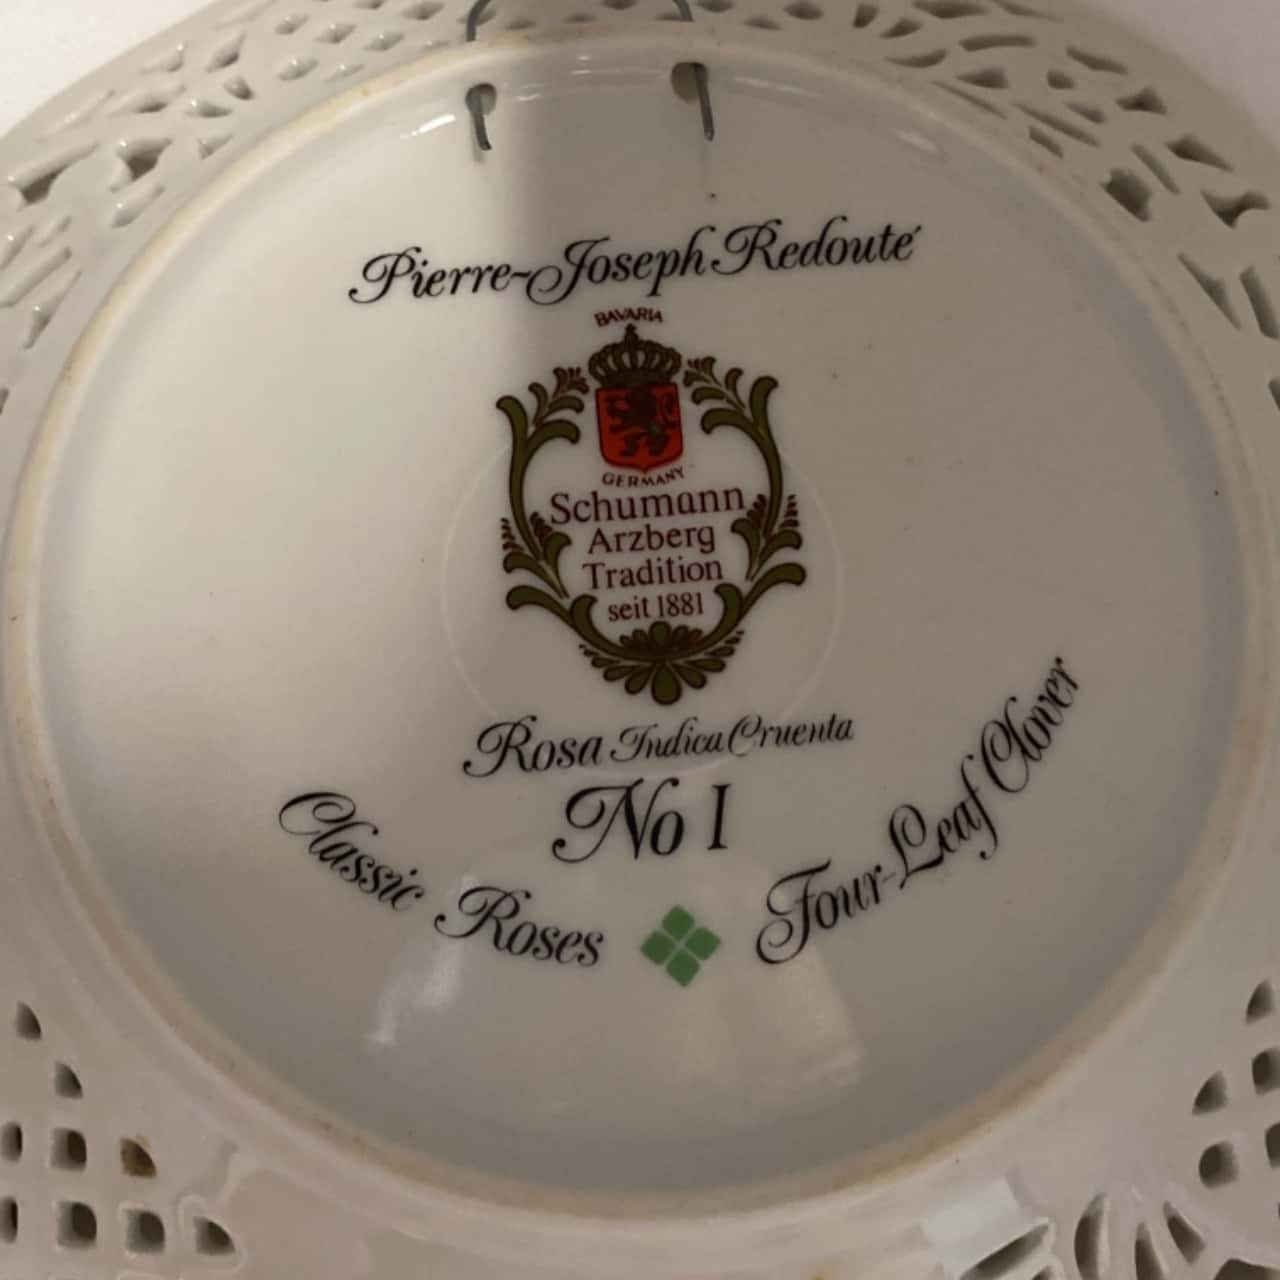 Pierre-Joseph Redouté
BAVARIA
GERMANY
Schumann
Arzberg
Tradition
seit 1881
Rosa Indica Cruenta
No I
Classic Roses Four-Leaf Clover